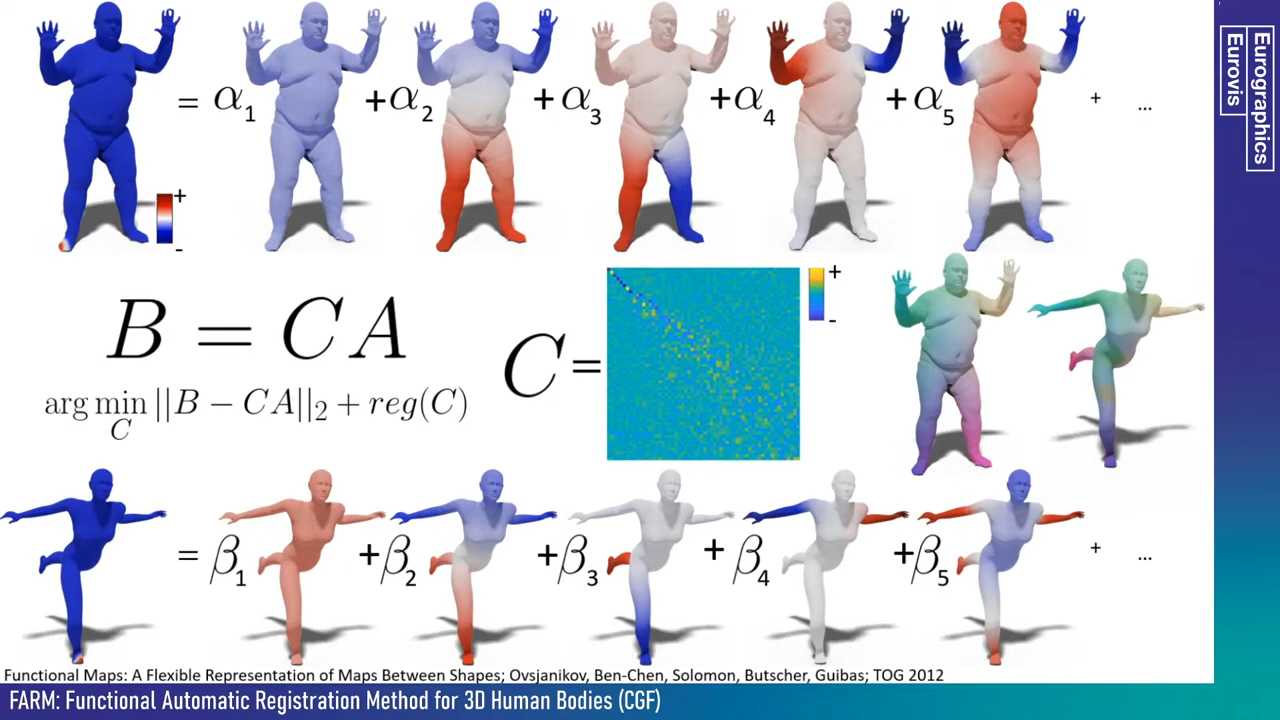 = α₁ + α₂ + α₃ + α₄ + α₅ + ...
+
-
B = CA
arg min_C ||B − CA||₂ + reg(C)
C =
+
-
= β₁ + β₂ + β₃ + β₄ + β₅ + ...
Functional Maps: A Flexible Representation of Maps Between Shapes; Ovsjanikov, Ben-Chen, Solomon, Butscher, Guibas; TOG 2012
FARM: Functional Automatic Registration Method for 3D Human Bodies (CGF)
Eurographics
Eurovis